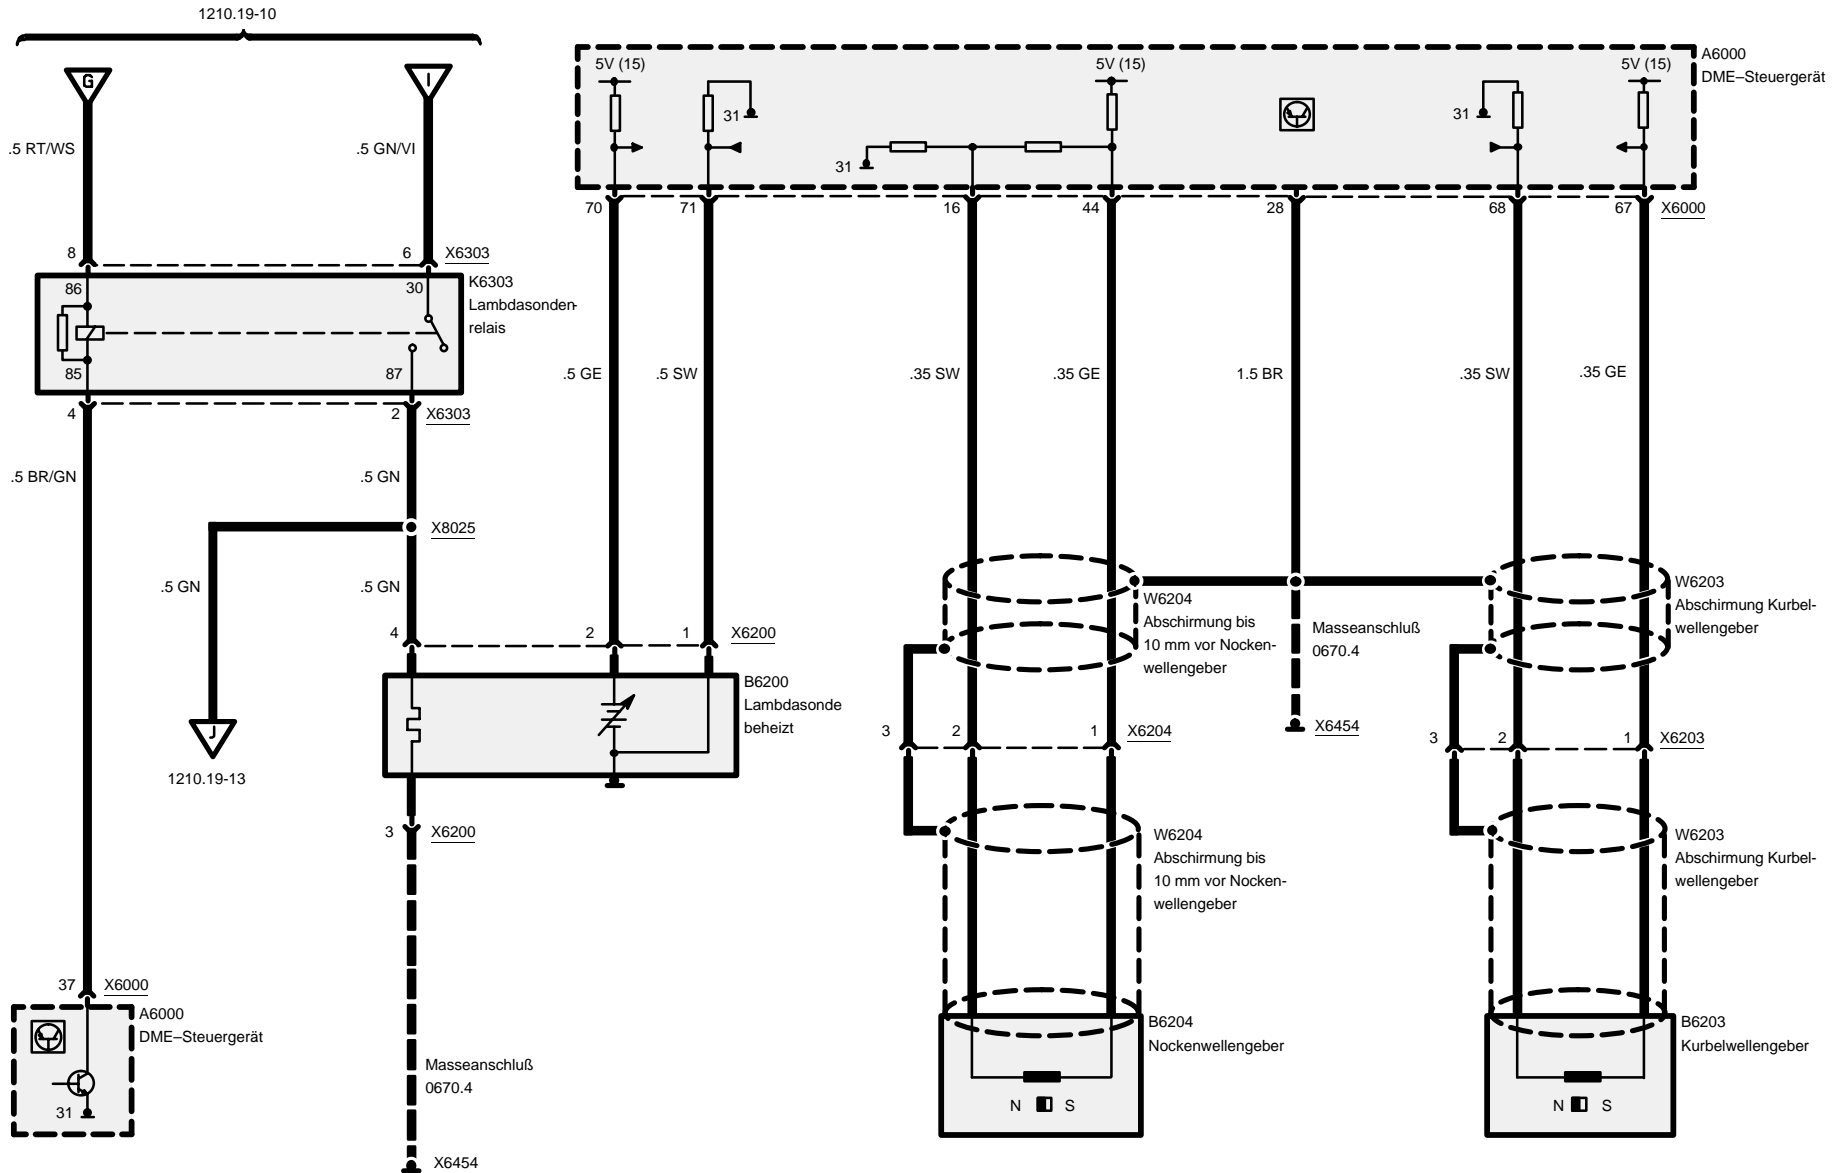 1210.19-10
G
I
.5 RT/WS
.5 GN/VI
8
6
X6303
86
30
K6303
Lambdasonden-
relais
85
87
4
2
X6303
.5 BR/GN
.5 GN
X8025
.5 GN
.5 GN
J
1210.19-13
4
2
1
X6200
B6200
Lambdasonde
beheizt
3
X6200
Masseanschluß
0670.4
X6454
37
X6000
A6000
DME–Steuergerät
31
A6000
DME–Steuergerät
5V (15)
5V (15)
5V (15)
31
31
31
70
71
16
44
28
68
67
X6000
.5 GE
.5 SW
.35 SW
.35 GE
1.5 BR
.35 SW
.35 GE
W6204
Abschirmung bis
10 mm vor Nocken-
wellengeber
Masseanschluß
0670.4
X6454
W6203
Abschirmung Kurbel-
wellengeber
3
2
1
X6204
3
2
1
X6203
W6204
Abschirmung bis
10 mm vor Nocken-
wellengeber
W6203
Abschirmung Kurbel-
wellengeber
B6204
Nockenwellengeber
N
S
B6203
Kurbelwellengeber
N
S